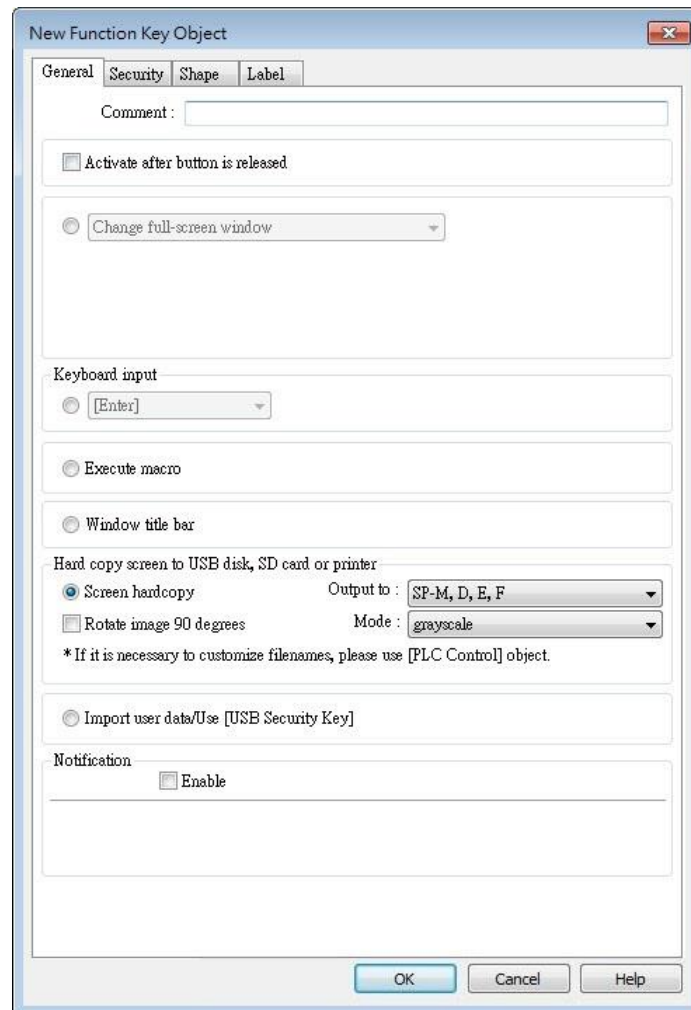 New Function Key Object
General Security Shape Label
Comment :
Activate after button is released
Change full-screen window
Keyboard input
[Enter]
Execute macro
Window title bar
Hard copy screen to USB disk, SD card or printer
Screen hardcopy Output to : SP-M, D, E, F
Rotate image 90 degrees Mode : grayscale
* If it is necessary to customize filenames, please use [PLC Control] object.
Import user data/Use [USB Security Key]
Notification
Enable
OK Cancel Help